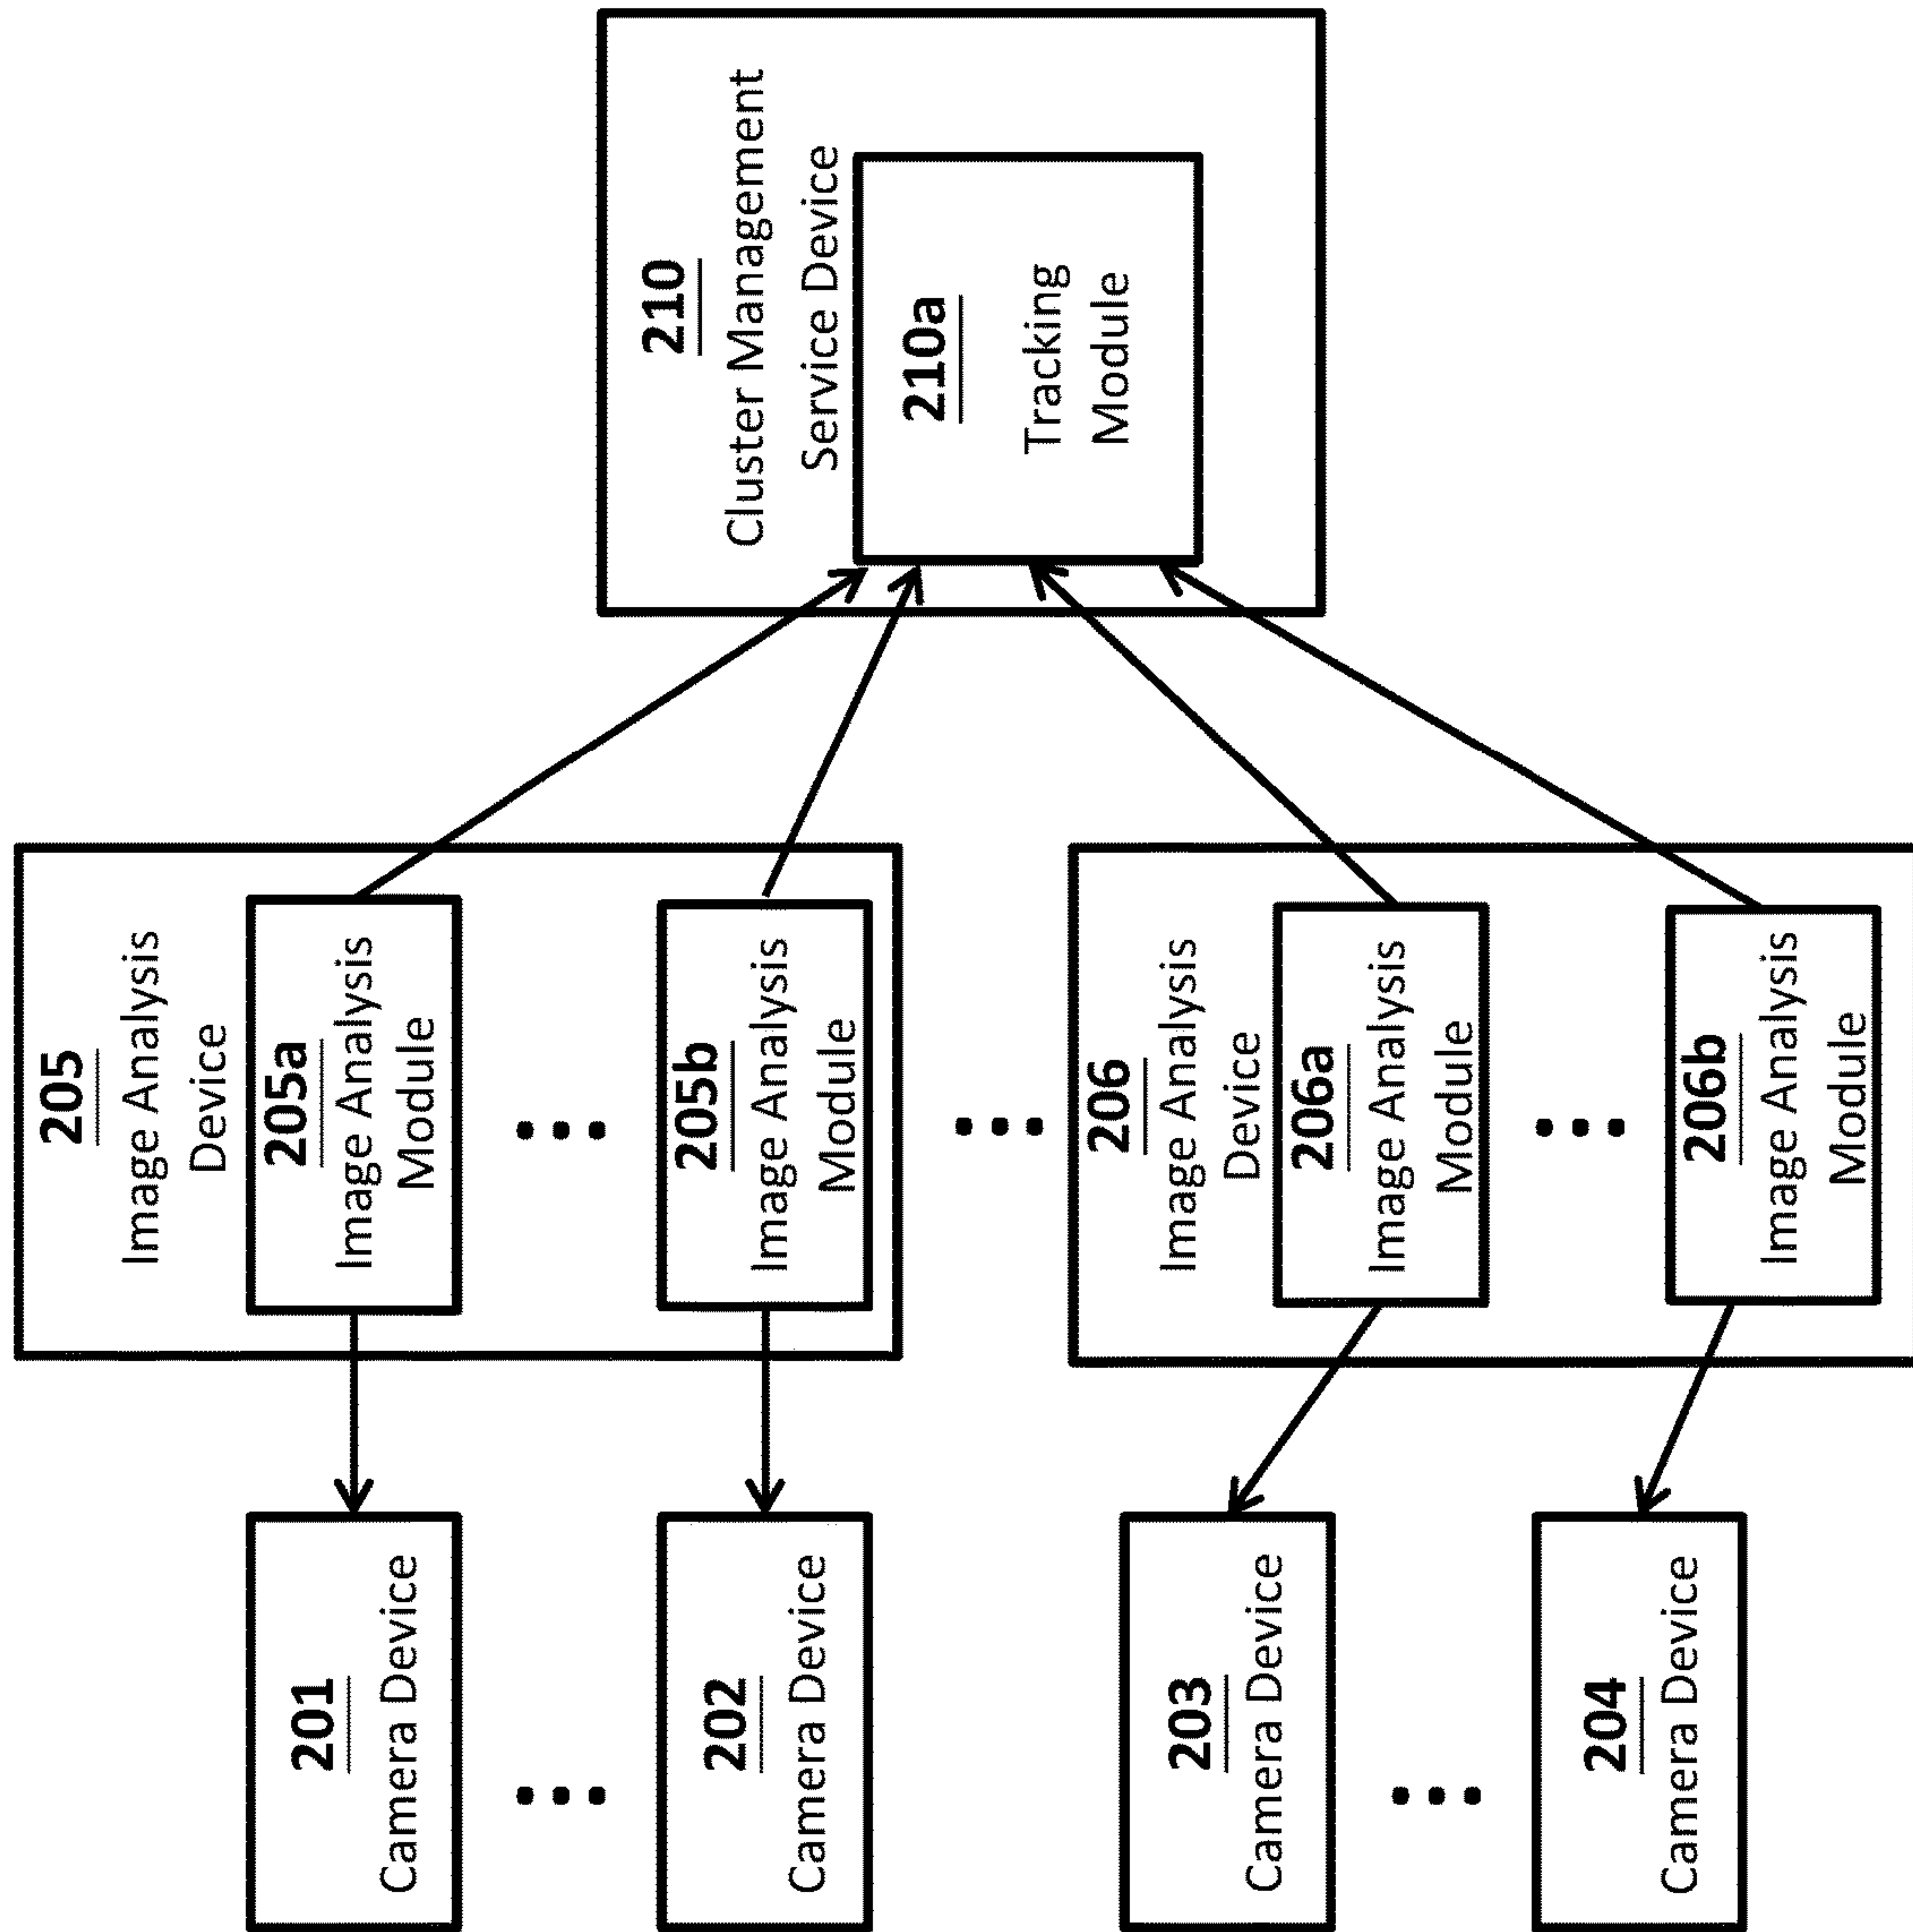 201
Camera Device
202
Camera Device
203
Camera Device
204
Camera Device
205
Image Analysis
Device
205a
Image Analysis
Module
205b
Image Analysis
Module
206
Image Analysis
Device
206a
Image Analysis
Module
206b
Image Analysis
Module
210
Cluster Management
Service Device
210a
Tracking
Module